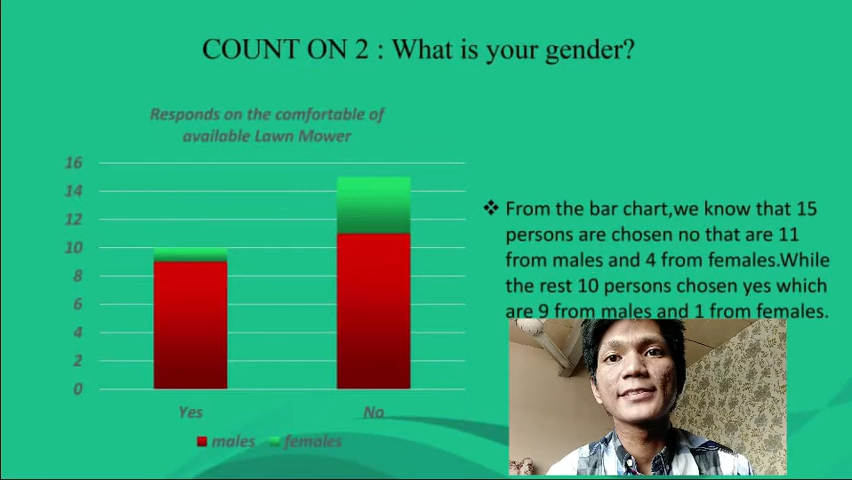 COUNT ON 2 : What is your gender?
Responds on the comfortable of
available Lawn Mower
16
14
12
10
8
6
4
2
0
Yes
No
males
females
❖ From the bar chart,we know that 15
persons are chosen no that are 11
from males and 4 from females.While
the rest 10 persons chosen yes which
are 9 from males and 1 from females.